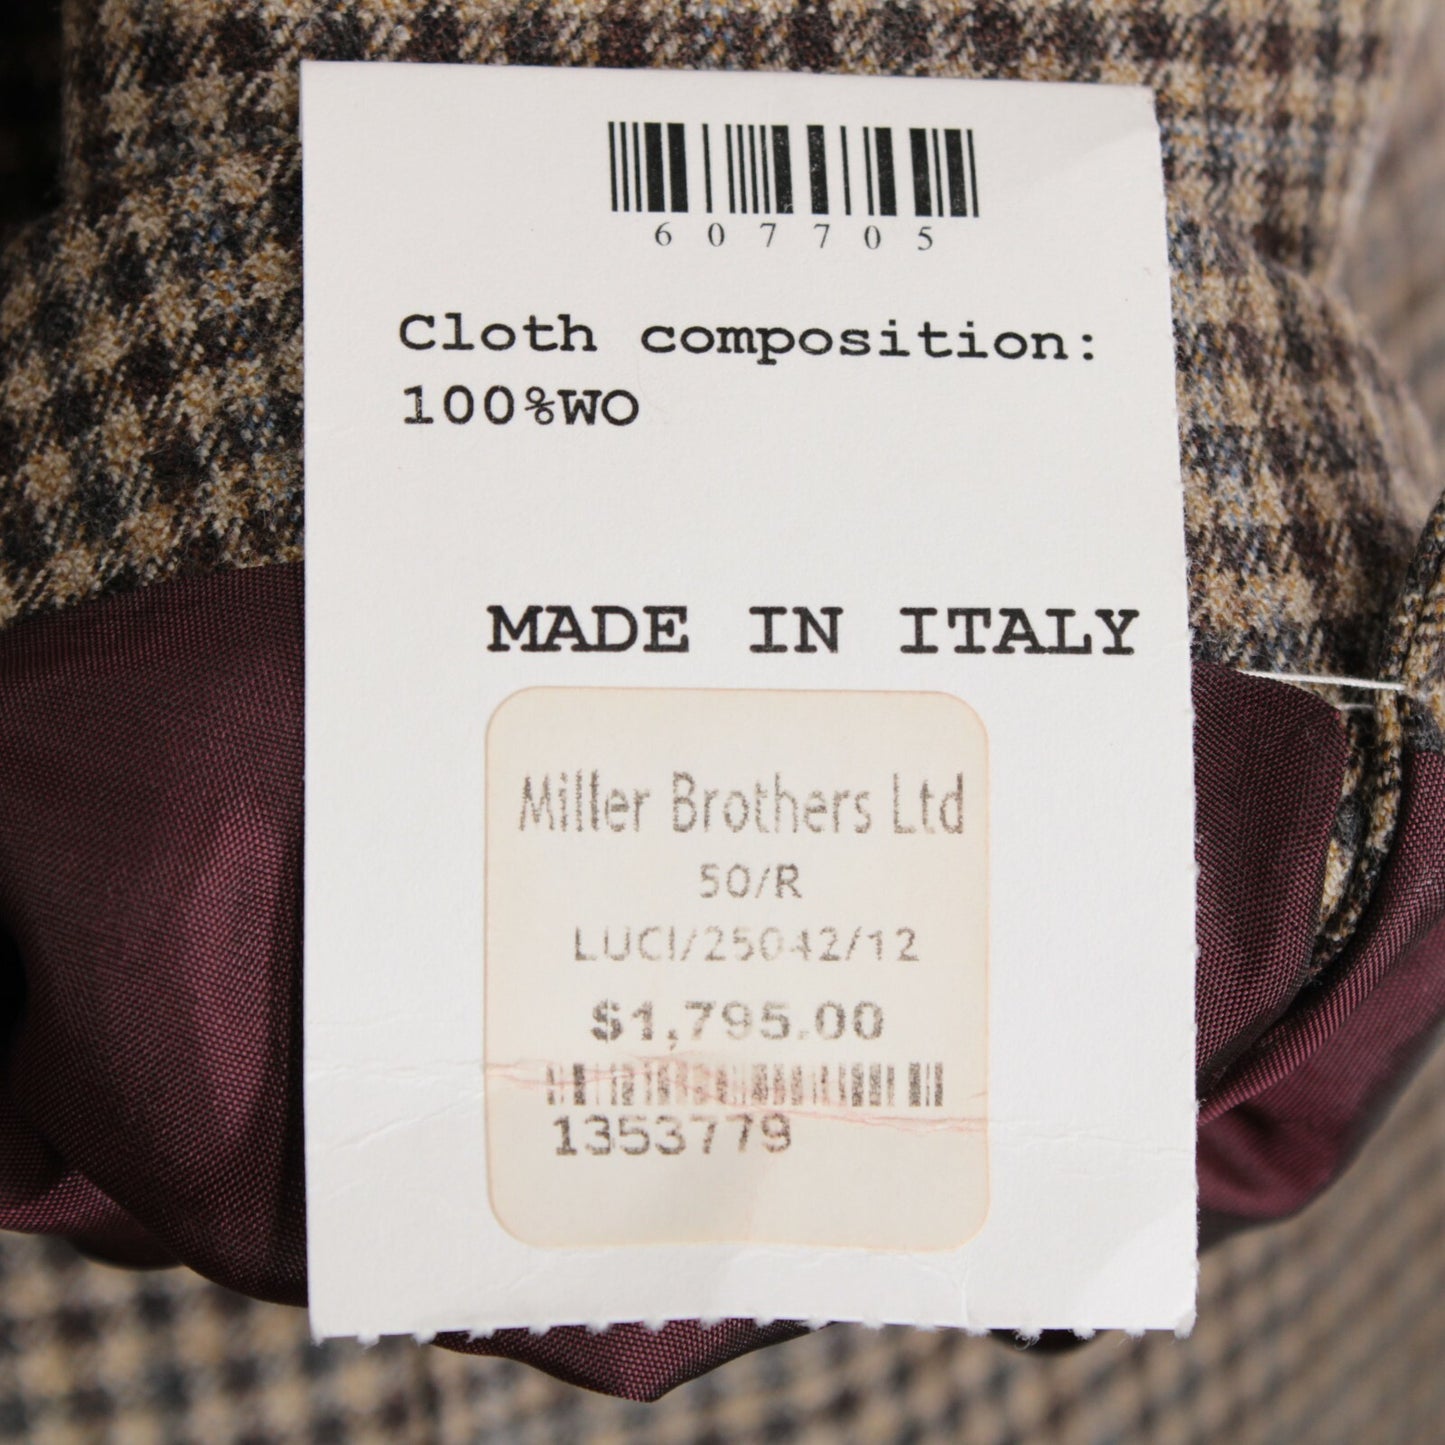 607705
Cloth composition:
100%WO
MADE IN ITALY
Miller Brothers Ltd
50/R
LUCI/25042/12
$1,795.00
1353779